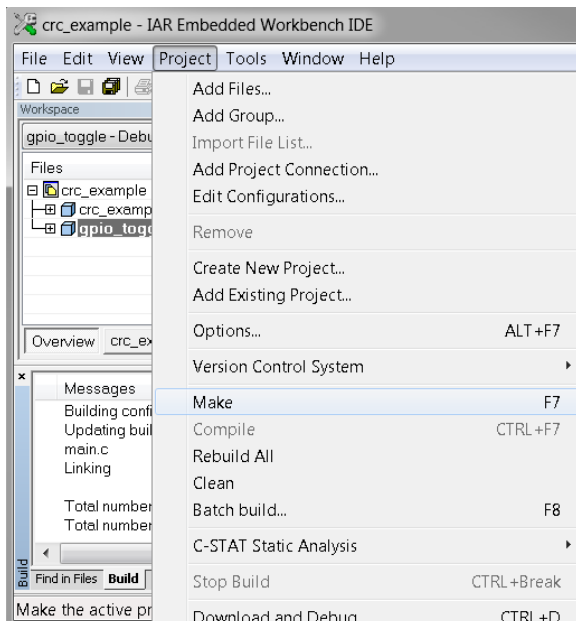 crc_example - IAR Embedded Workbench IDE
File Edit View Project Tools Window Help
Workspace
gpio_toggle - Debu
Files
crc_example
crc_examp
gpio_togg
Overview crc_ex
Messages
Building confi
Updating buil
main.c
Linking
Total number
Total number
Build
Find in Files Build
Make the active pr
Add Files...
Add Group...
Import File List...
Add Project Connection...
Edit Configurations...
Remove
Create New Project...
Add Existing Project...
Options... ALT+F7
Version Control System
Make F7
Compile CTRL+F7
Rebuild All
Clean
Batch build... F8
C-STAT Static Analysis
Stop Build CTRL+Break
Download and Debug CTRL+D